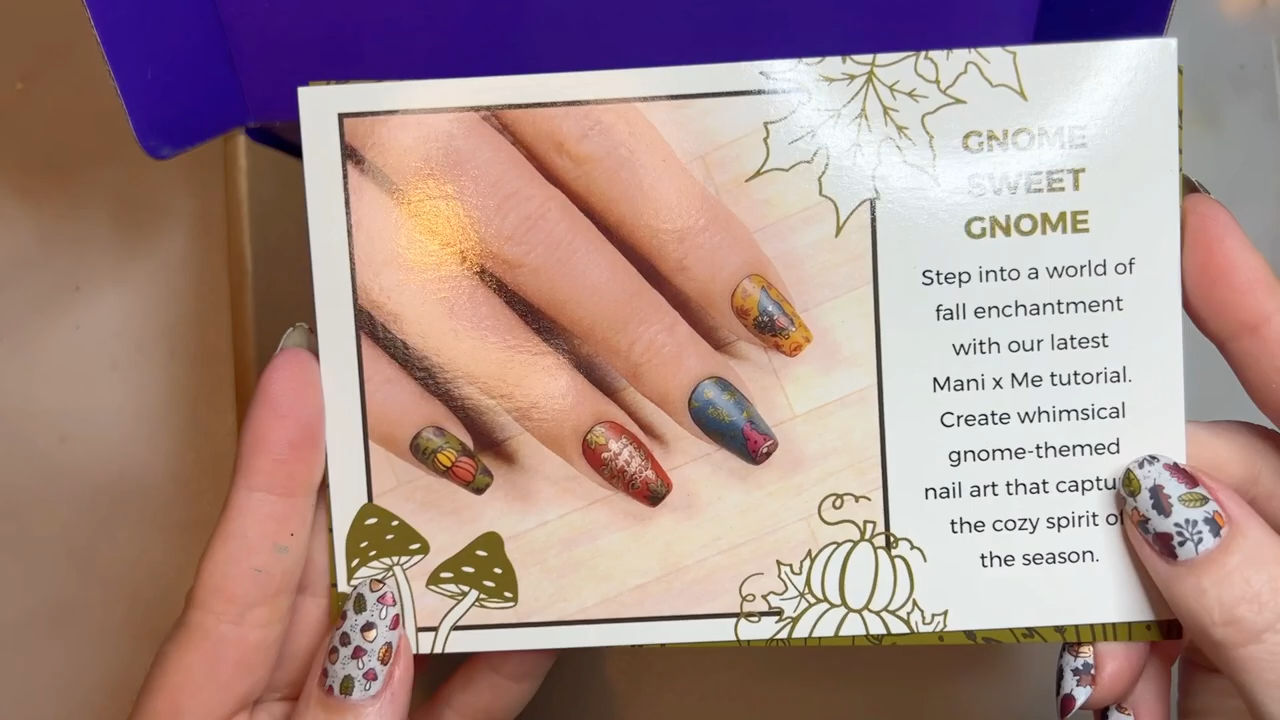 GNOME
SWEET
GNOME
Step into a world of
fall enchantment
with our latest
Mani x Me tutorial.
Create whimsical
gnome-themed
nail art that captu
the cozy spirit of
the season.